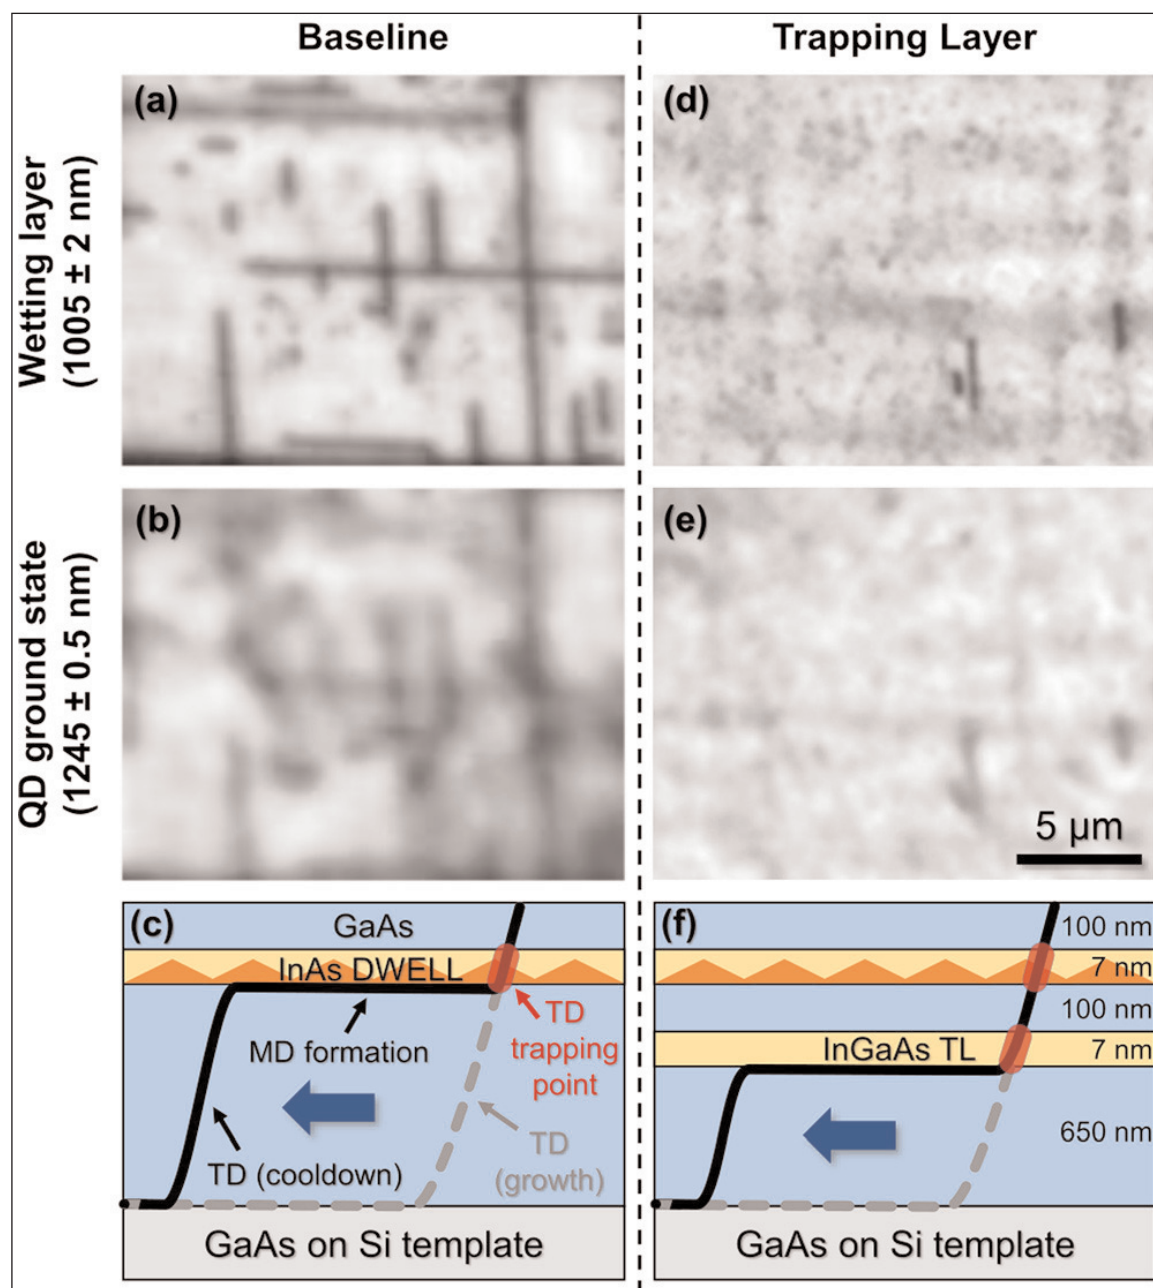 Baseline
Trapping Layer
Wetting layer
(1005 ± 2 nm)
(a)
(d)
QD ground state
(1245 ± 0.5 nm)
(b)
(e)
5 µm
(c)
GaAs
InAs DWELL
MD formation
TD
trapping
point
TD (cooldown)
TD
(growth)
GaAs on Si template
(f)
100 nm
7 nm
100 nm
InGaAs TL
7 nm
650 nm
GaAs on Si template